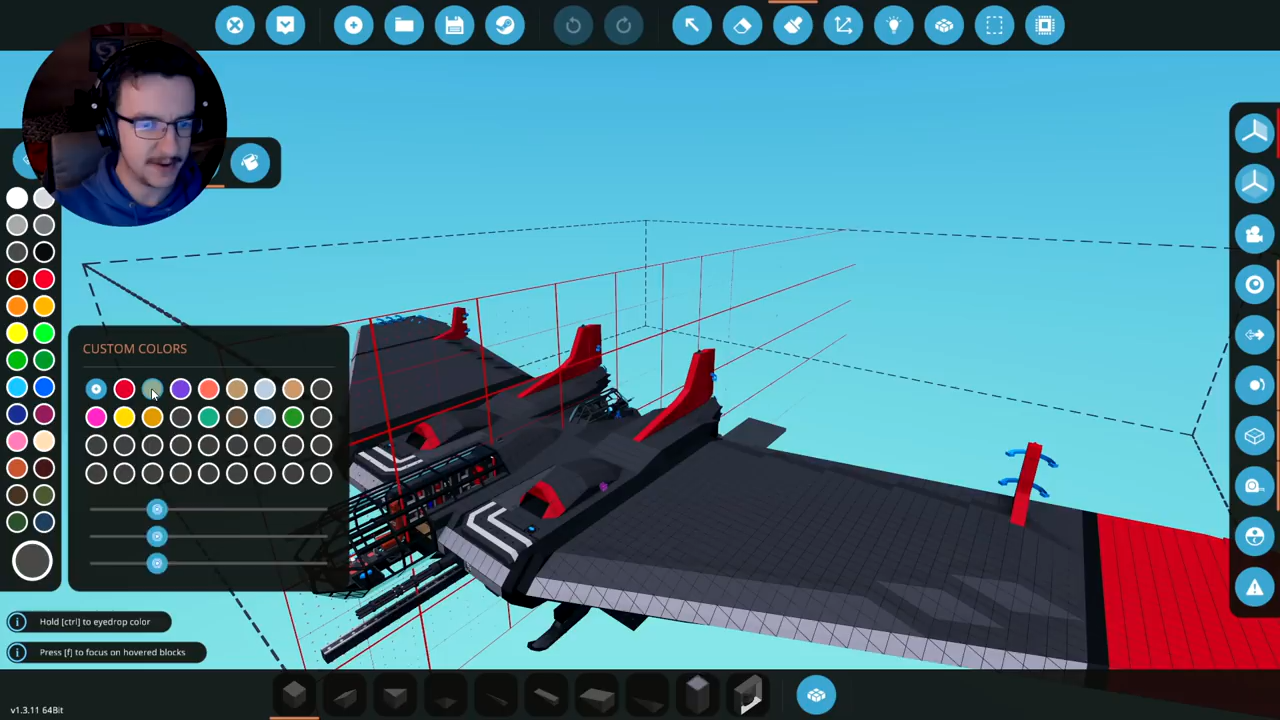 CUSTOM COLORS
Hold [ctrl] to eyedrop color
Press [f] to focus on hovered blocks
v1.3.11 64Bit